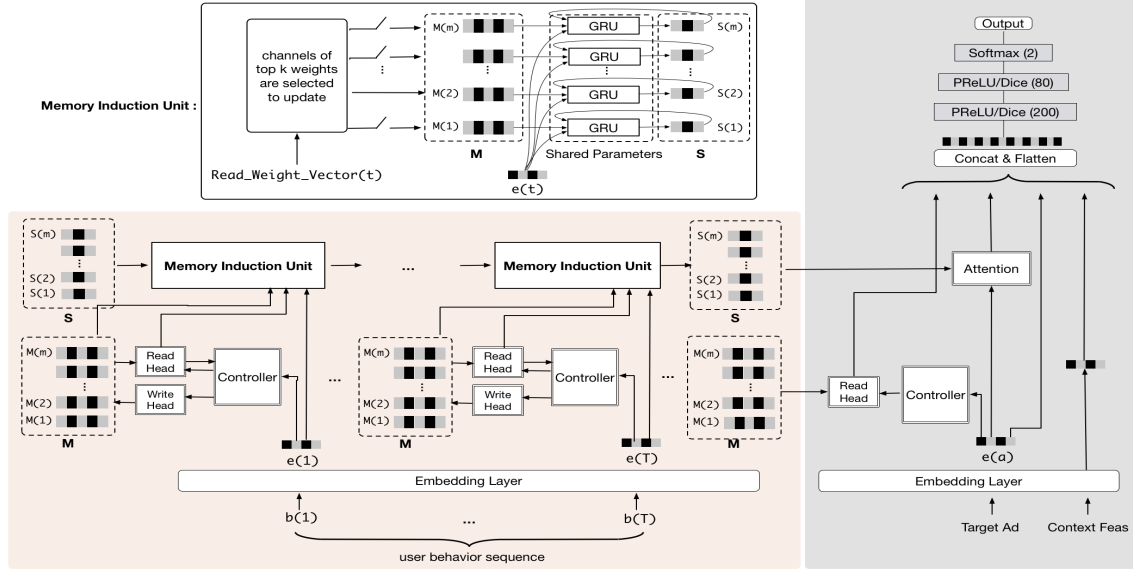 Memory Induction Unit :
channels of
top k weights
are selected
to update
Read_Weight_Vector(t)
M(m)
M(2)
M(1)
M
⋮
GRU
GRU
GRU
GRU
Shared Parameters
e(t)
S(m)
S(2)
S(1)
S
S(m)
S(2)
S(1)
S
Memory Induction Unit
...
Memory Induction Unit
S(m)
S(2)
S(1)
S
M(m)
M(2)
M(1)
M
Read
Head
Write
Head
Controller
...
M(m)
M(2)
M(1)
M
Read
Head
Write
Head
Controller
...
M(m)
M(2)
M(1)
M
e(1)
e(T)
Embedding Layer
b(1)
...
b(T)
user behavior sequence
Output
Softmax (2)
PReLU/Dice (80)
PReLU/Dice (200)
Concat & Flatten
Attention
Read
Head
Controller
e(a)
Embedding Layer
Target Ad
Context Feas